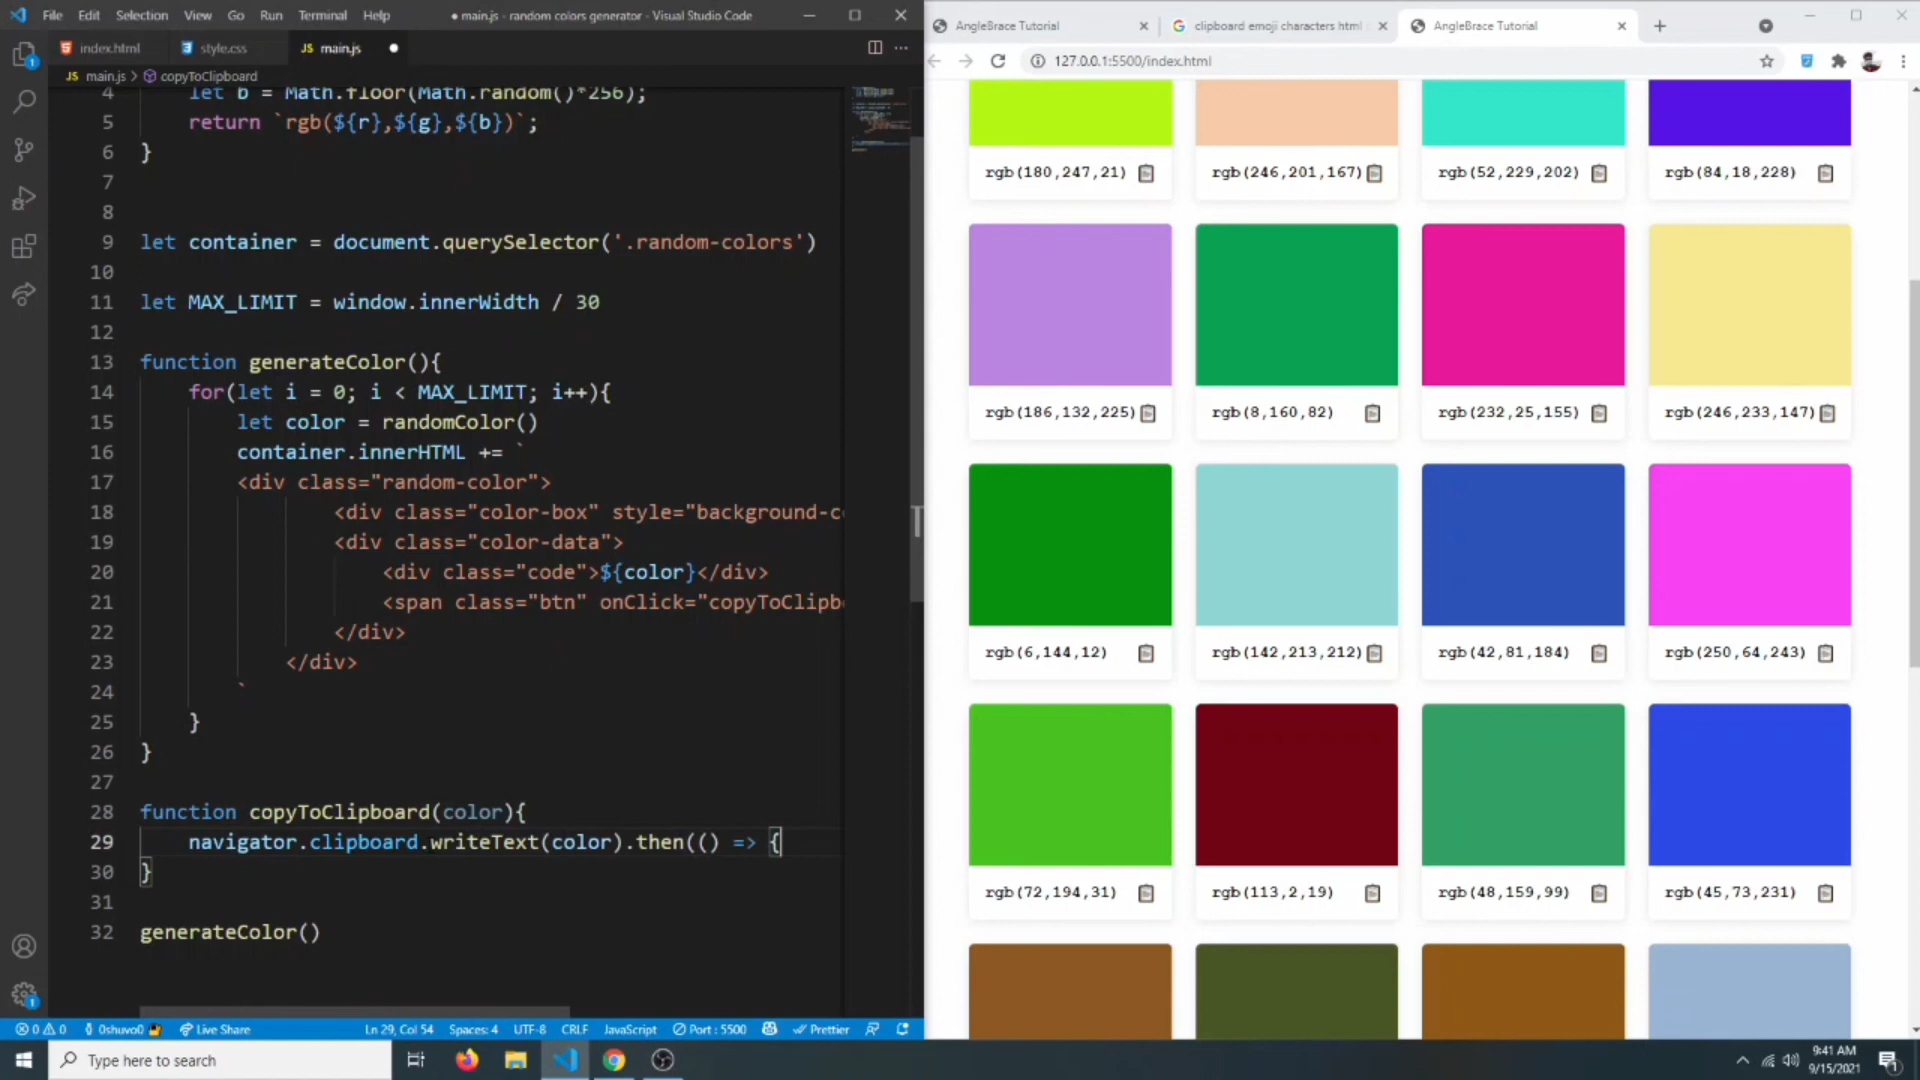 File Edit Selection View Go Run Terminal Help
● main.js - random colors generator - Visual Studio Code
index.html
style.css
JS main.js ●
JS main.js > copyToClipboard
4 let b = Math.floor(Math.random()*256);
5 return `rgb(${r},${g},${b})`;
6 }
7
8
9 let container = document.querySelector('.random-colors')
10
11 let MAX_LIMIT = window.innerWidth / 30
12
13 function generateColor(){
14 for(let i = 0; i < MAX_LIMIT; i++){
15 let color = randomColor()
16 container.innerHTML += `
17 <div class="random-color">
18 <div class="color-box" style="background-c
19 <div class="color-data">
20 <div class="code">${color}</div>
21 <span class="btn" onClick="copyToClipb
22 </div>
23 </div>
24 `
25 }
26 }
27
28 function copyToClipboard(color){
29 navigator.clipboard.writeText(color).then(() => {
30 }
31
32 generateColor()
0 0 0shuvo0 Live Share Ln 29, Col 54 Spaces: 4 UTF-8 CRLF JavaScript Port : 5500 Prettier
AngleBrace Tutorial
clipboard emoji characters html
AngleBrace Tutorial
127.0.0.1:5500/index.html
rgb(180,247,21) rgb(246,201,167) rgb(52,229,202) rgb(84,18,228)
rgb(186,132,225) rgb(8,160,82) rgb(232,25,155) rgb(246,233,147)
rgb(6,144,12) rgb(142,213,212) rgb(42,81,184) rgb(250,64,243)
rgb(72,194,31) rgb(113,2,19) rgb(48,159,99) rgb(45,73,231)
Type here to search
9:41 AM
9/15/2021